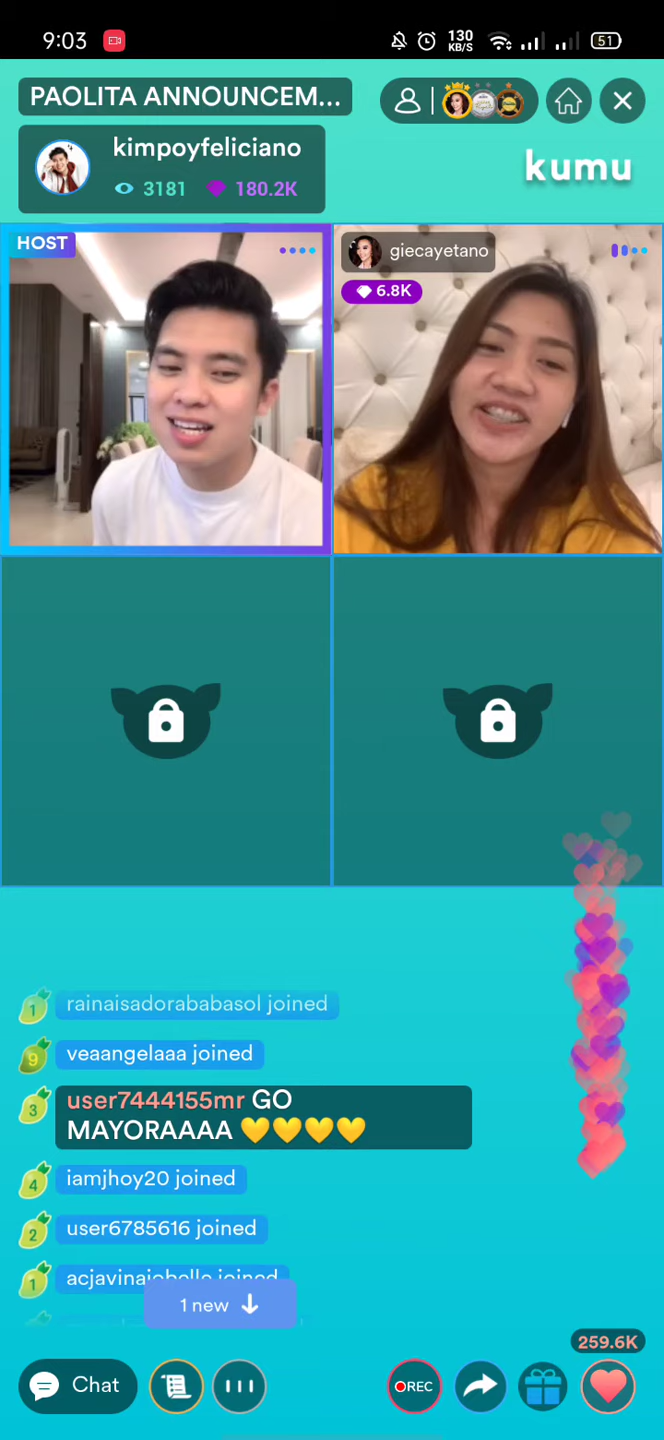 9:03
130
KB/S
51
PAOLITA ANNOUNCEM...
kimpoyfeliciano
3181 180.2K
kumu
HOST
giecayetano
6.8K
1 rainaisadorababasol joined
9 veaangelaaa joined
3 user7444155mr GO
MAYORAAAA 💛💛💛💛
4 iamjhoy20 joined
2 user6785616 joined
1 joined
1 new
259.6K
Chat
REC